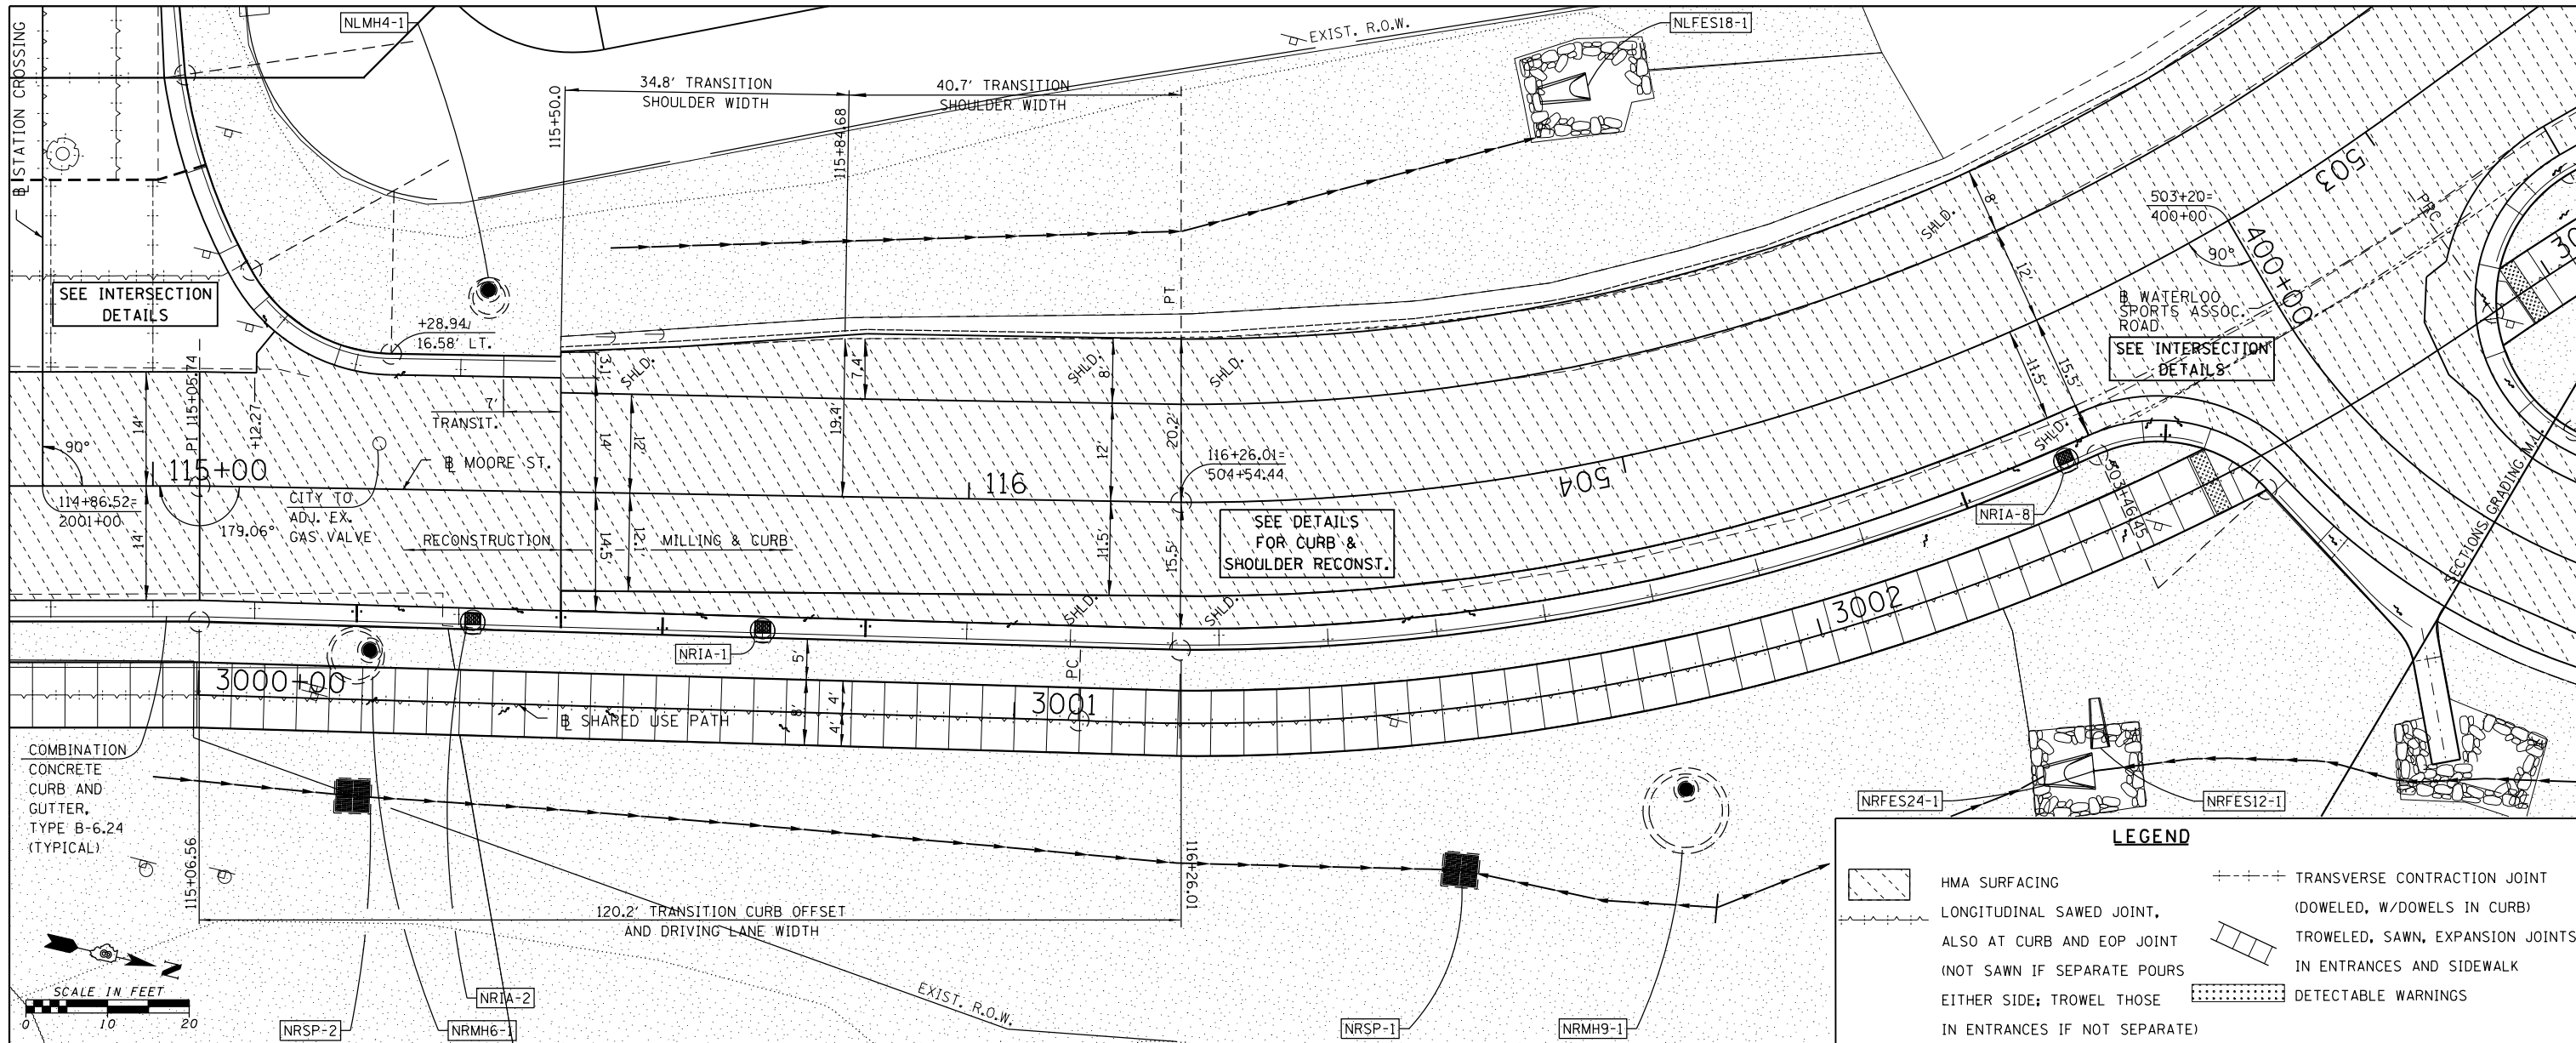 NLMH4-1
NLFES18-1
EXIST. R.O.W.
℄ STATION CROSSING
34.8' TRANSITION
SHOULDER WIDTH
40.7' TRANSITION
SHOULDER WIDTH
115+50.0
115+84.68
PT
SEE INTERSECTION
DETAILS
+28.94
16.58' LT.
PI 115+05.74
+12.27
7'
TRANSIT.
14'
14'
90°
115+00
114+86.52=
2001+00
179.06°
CITY TO
ADJ. EX.
GAS VALVE
℄ MOORE ST.
RECONSTRUCTION
MILLING & CURB
3.1'
SHLD.
14'
12'
14.5'
12.1'
19.4'
7.4'
SHLD.
8'
12'
11.5'
SHLD.
20.2'
15.5'
116
116+26.01=
504+54.44
SHLD.
SHLD.
SEE DETAILS
FOR CURB &
SHOULDER RECONST.
504
503
SHLD.
8'
12'
11.5'
15.5'
SHLD.
503+20=
400+00
90°
400+00
PRC
℄ WATERLOO
SPORTS ASSOC.
ROAD
SEE INTERSECTION
DETAILS
NRIA-8
503+46.45
SECTIONS, GRADING, M.L.
NRIA-1
3000+00
℄ SHARED USE PATH
5'
8'
4'
4'
PC
3001
3002
COMBINATION
CONCRETE
CURB AND
GUTTER,
TYPE B-6.24
(TYPICAL)
115+06.56
116+26.01
120.2' TRANSITION CURB OFFSET
AND DRIVING LANE WIDTH
NRFES24-1
NRFES12-1
N
SCALE IN FEET
0 10 20
NRIA-2
NRSP-2
NRMH6-1
EXIST. R.O.W.
NRSP-1
NRMH9-1
LEGEND
HMA SURFACING
LONGITUDINAL SAWED JOINT,
ALSO AT CURB AND EOP JOINT
(NOT SAWN IF SEPARATE POURS
EITHER SIDE; TROWEL THOSE
IN ENTRANCES IF NOT SEPARATE)
TRANSVERSE CONTRACTION JOINT
(DOWELED, W/DOWELS IN CURB)
TROWELED, SAWN, EXPANSION JOINTS
IN ENTRANCES AND SIDEWALK
DETECTABLE WARNINGS